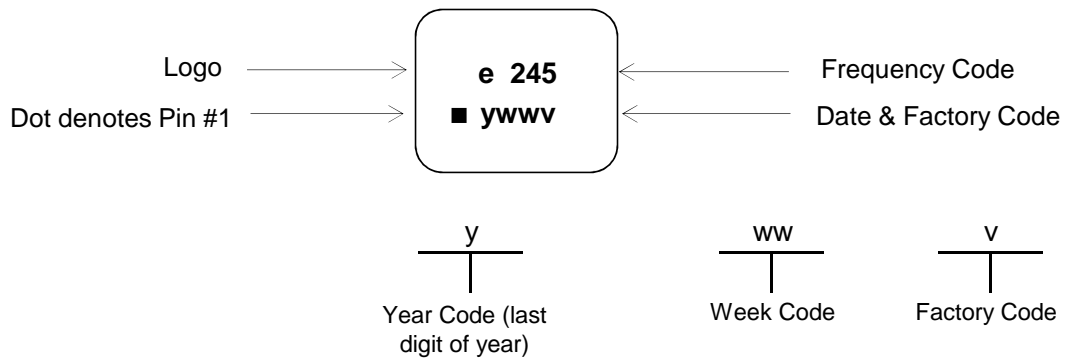 Logo
e 245
Frequency Code
Dot denotes Pin #1
■ ywwv
Date & Factory Code
y
ww
v
Year Code (last
digit of year)
Week Code
Factory Code